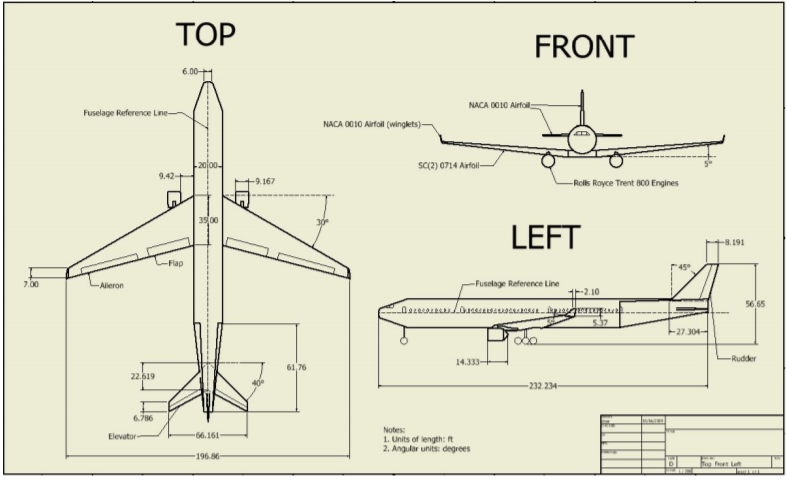 TOP
6.00
Fuselage Reference Line
20.00
9.42
9.167
35.00
30°
7.00
Aileron
Flap
61.76
22.619
40°
6.786
Elevator
66.161
196.86
FRONT
NACA 0010 Airfoil
NACA 0010 Airfoil (winglets)
SC(2) 0714 Airfoil
5°
Rolls Royce Trent 800 Engines
LEFT
8.191
45°
Fuselage Reference Line
2.10
56.65
5.37
27.304
14.333
Rudder
232.234
Notes:
1. Units of length: ft
2. Angular units: degrees
D
Top Front Left